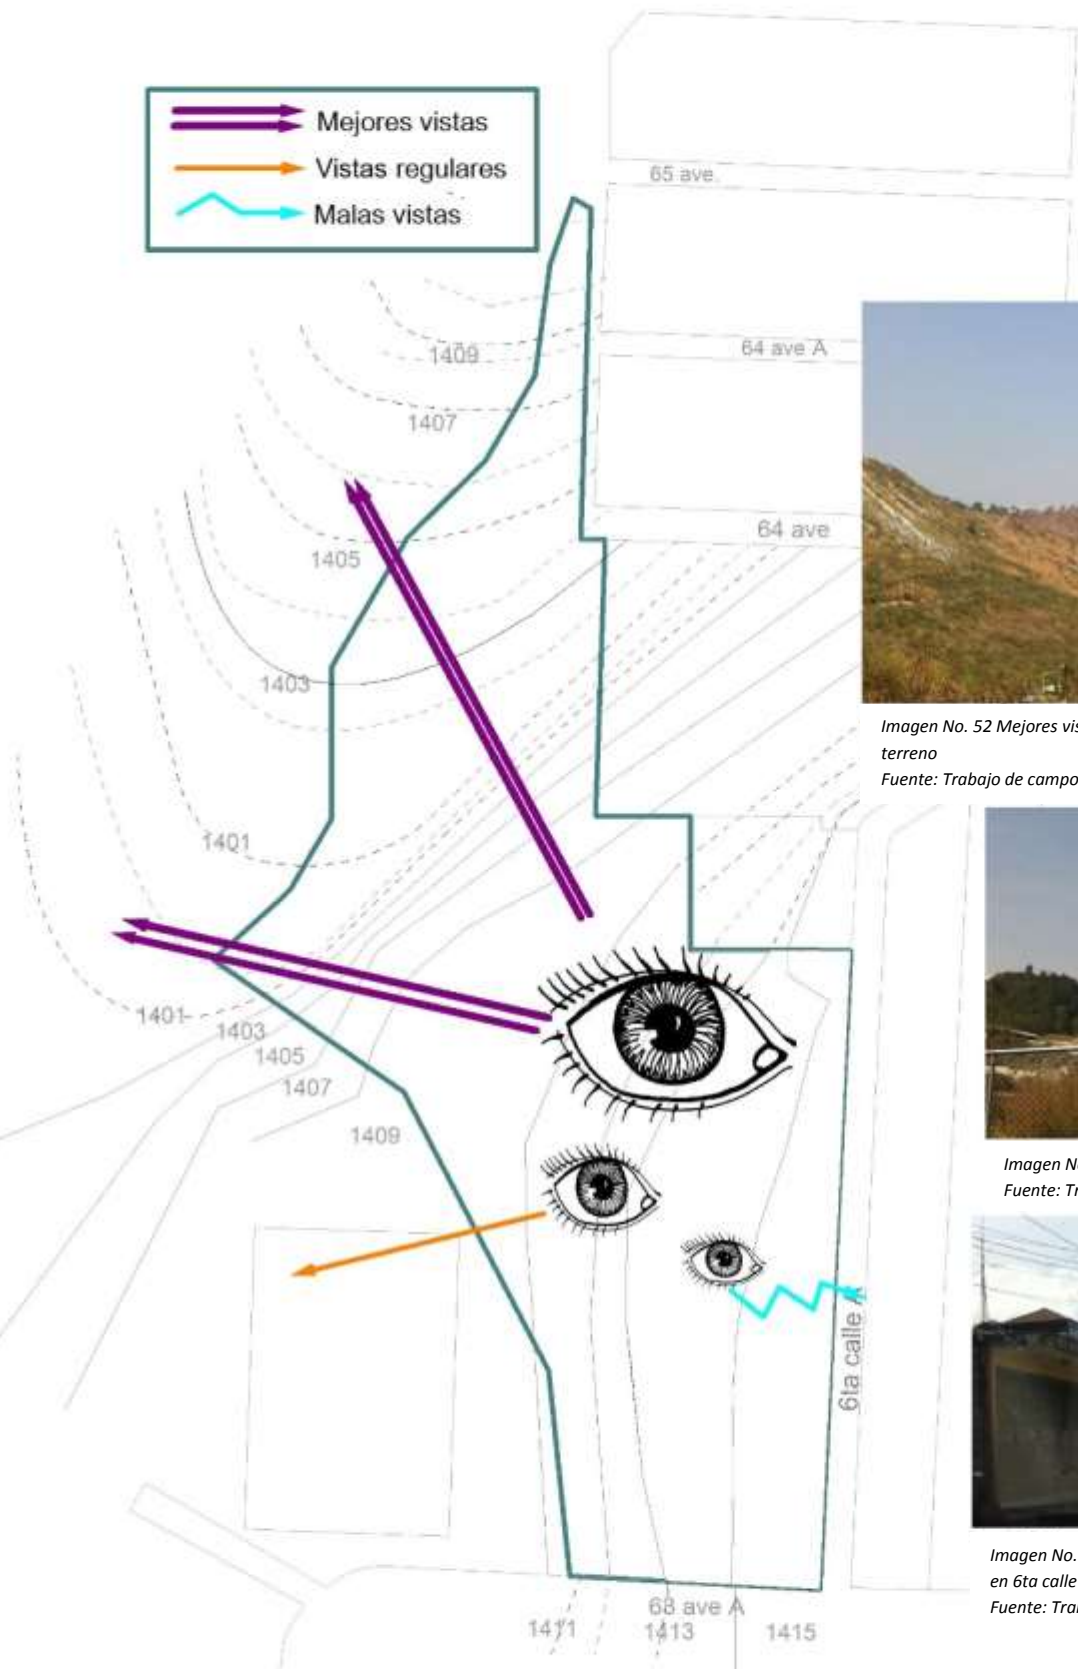 Mejores vistas
Vistas regulares
Malas vistas
65 ave.
64 ave A
64 ave
1409
1407
1405
1403
1401
1401
1403
1405
1407
1409
6ta calle A
68 ave A
1411
1413
1415
Imagen No. 52 Mejores vis
terreno
Fuente: Trabajo de campo
Imagen No
Fuente: Tr
Imagen No.
en 6ta calle
Fuente: Tra